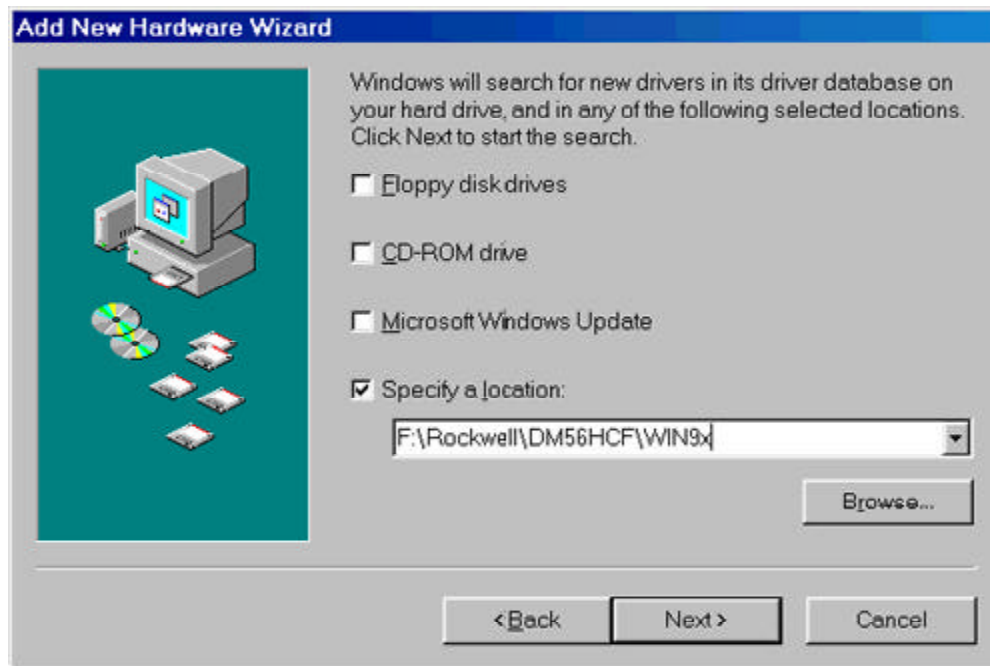 Add New Hardware Wizard
Windows will search for new drivers in its driver database on
your hard drive, and in any of the following selected locations.
Click Next to start the search.
Floppy disk drives
CD-ROM drive
Microsoft Windows Update
Specify a location:
F:\Rockwell\DM56HCF\WIN9x
Browse...
< Back
Next >
Cancel